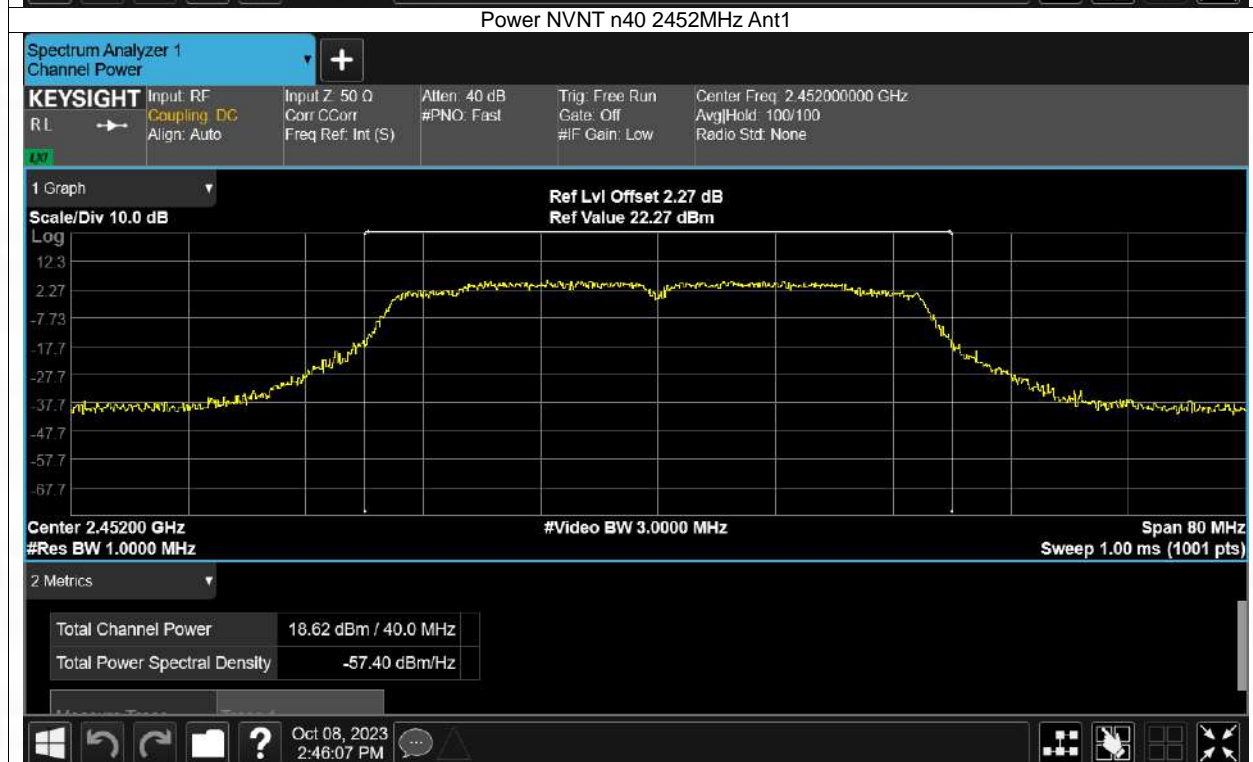 Power NVNT n40 2452MHz Ant1
Spectrum Analyzer 1
Channel Power
KEYSIGHT Input: RF Input Z: 50 Ω Atten: 40 dB Trig: Free Run Center Freq: 2.452000000 GHz
RL Coupling: DC Corr CCorr #PNO: Fast Gate: Off Avg|Hold: 100/100
Align: Auto Freq Ref: Int (S) #IF Gain: Low Radio Std: None
LXI
1 Graph Ref Lvl Offset 2.27 dB
Scale/Div 10.0 dB Ref Value 22.27 dBm
Log
12.3
2.27
-7.73
-17.7
-27.7
-37.7
-47.7
-57.7
-67.7
Center 2.45200 GHz #Video BW 3.0000 MHz Span 80 MHz
#Res BW 1.0000 MHz Sweep 1.00 ms (1001 pts)
2 Metrics
Total Channel Power 18.62 dBm / 40.0 MHz
Total Power Spectral Density -57.40 dBm/Hz
? Oct 08, 2023
2:46:07 PM